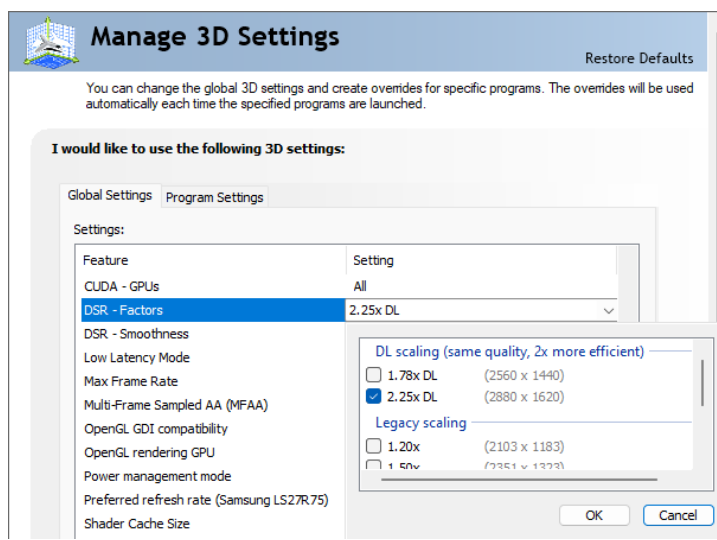 Manage 3D Settings
Restore Defaults
You can change the global 3D settings and create overrides for specific programs. The overrides will be used
automatically each time the specified programs are launched.
I would like to use the following 3D settings:
Global Settings Program Settings
Settings:
Feature Setting
CUDA - GPUs All
DSR - Factors 2.25x DL
DSR - Smoothness
Low Latency Mode
Max Frame Rate
Multi-Frame Sampled AA (MFAA)
OpenGL GDI compatibility
OpenGL rendering GPU
Power management mode
Preferred refresh rate (Samsung LS27R75)
Shader Cache Size
DL scaling (same quality, 2x more efficient)
1.78x DL (2560 x 1440)
2.25x DL (2880 x 1620)
Legacy scaling
1.20x (2103 x 1183)
1.50x (2351 x 1323)
OK Cancel